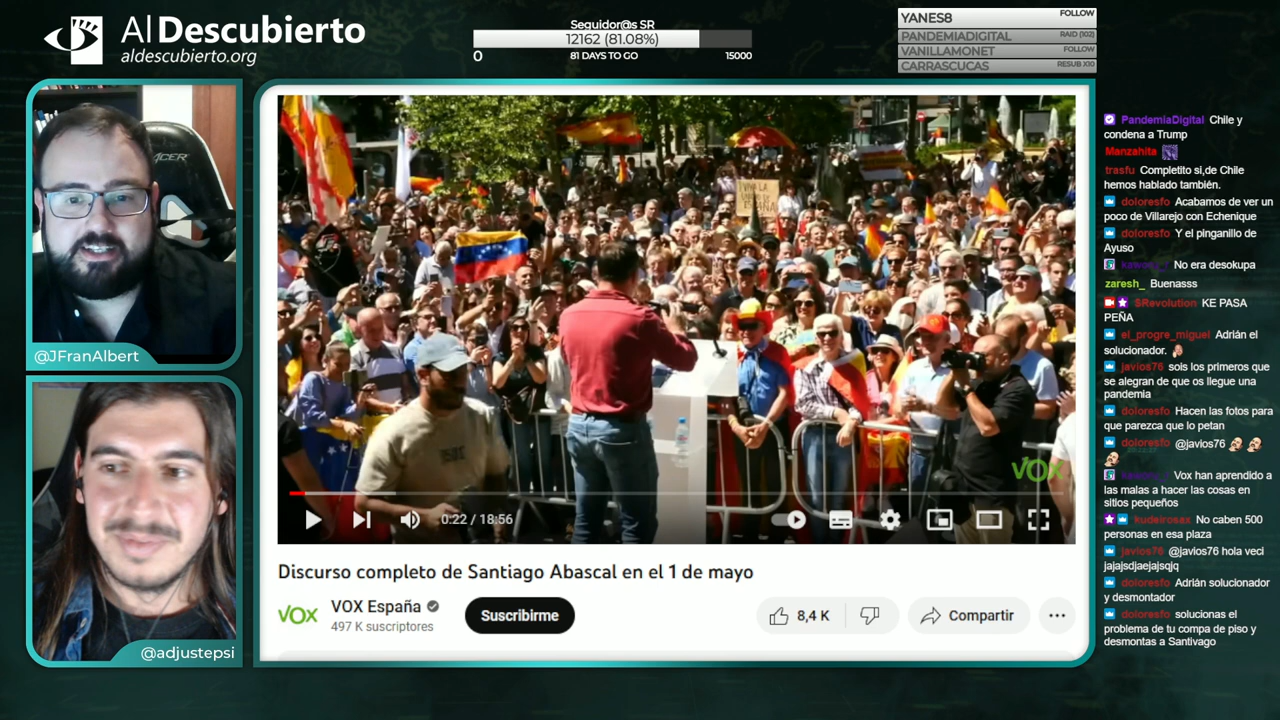 Al Descubierto
aldescubierto.org
Seguidor@s SR
12162 (81.08%)
0
81 DAYS TO GO
15000
YANES8
FOLLOW
PANDEMIADIGITAL
RAID (102)
VANILLAMONET
FOLLOW
CARRASCUCAS
RESUB X10
ACER
@JFranAlbert
@adjustepsi
VIVA LA
VOX
0:22 / 18:56
Discurso completo de Santiago Abascal en el 1 de mayo
VOX
VOX España
497 K suscriptores
Suscribirme
8,4 K
Compartir
PandemiaDigital Chile y
condena a Trump
Manzahita
trasfu Completito si,de Chile
hemos hablado también.
doloresfo Acabamos de ver un
poco de Villarejo con Echenique
doloresfo Y el pinganillo de
Ayuso
No era desokupa
zaresh_ Buenasss
$Revolution KE PASA
PEÑA
el_progre_miguel Adrián el
solucionador.
javios76 sois los primeros que
se alegran de que os llegue una
pandemia
doloresfo Hacen las fotos para
que parezca que lo petan
doloresfo @javios76
Vox han aprendido a
las malas a hacer las cosas en
sitios pequeños
kudeirosax No caben 500
personas en esa plaza
javios76 @javios76 hola veci
jajajsdjaejajsqjq
doloresfo Adrián solucionador
y desmontador
doloresfo solucionas el
problema de tu compa de piso y
desmontas a Santivago